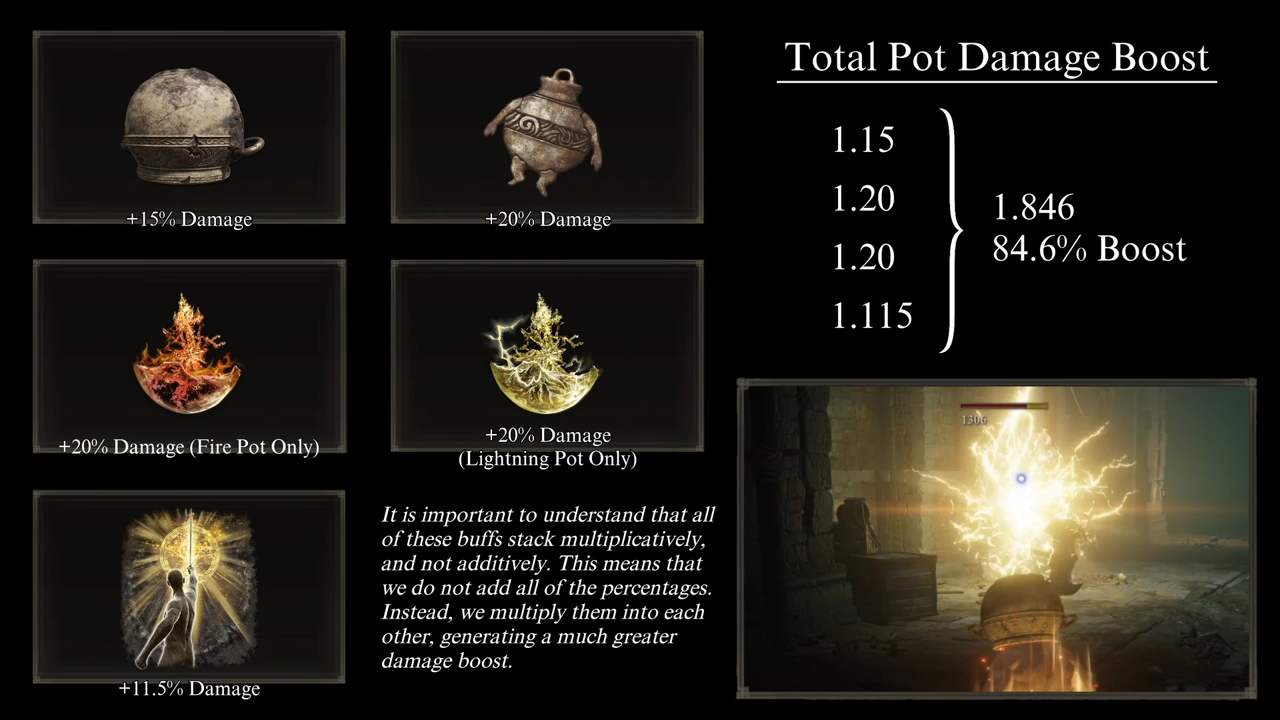 +15% Damage
+20% Damage
+20% Damage (Fire Pot Only)
+20% Damage
(Lightning Pot Only)
+11.5% Damage
It is important to understand that all
of these buffs stack multiplicatively,
and not additively. This means that
we do not add all of the percentages.
Instead, we multiply them into each
other, generating a much greater
damage boost.
Total Pot Damage Boost
1.15
1.20
1.20
1.115
1.846
84.6% Boost
1306